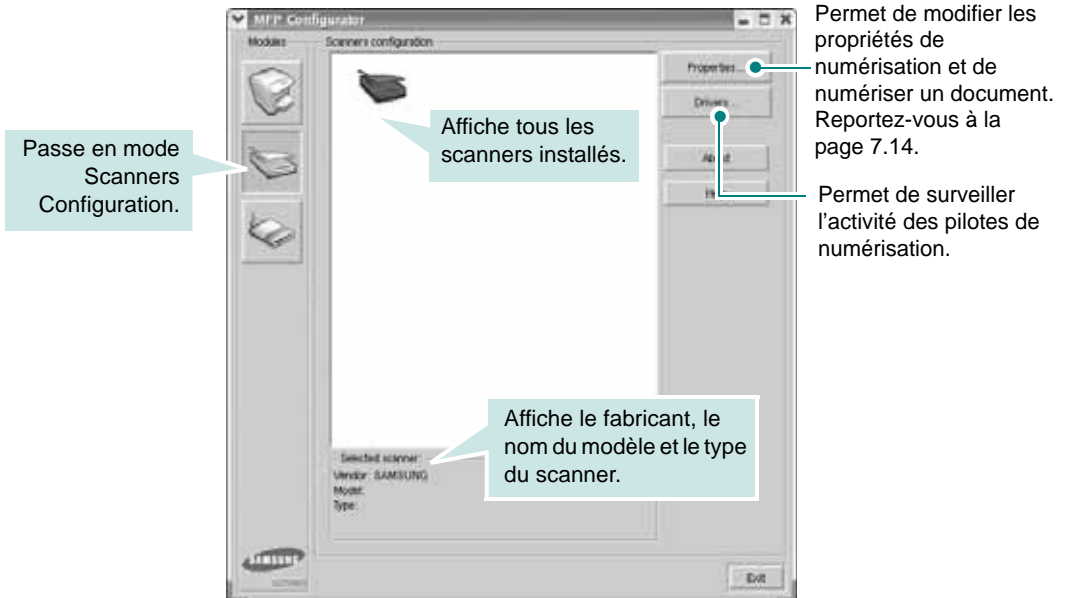 MFP Configurator
Modules
Scanners configuration
Properties...
Drivers...
About
Selected scanner:
Vendor: SAMSUNG
Model:
Type:
Exit
Passe en mode
Scanners
Configuration.
Affiche tous les
scanners installés.
Affiche le fabricant, le
nom du modèle et le type
du scanner.
Permet de modifier les
propriétés de
numérisation et de
numériser un document.
Reportez-vous à la
page 7.14.
Permet de surveiller
l’activité des pilotes de
numérisation.